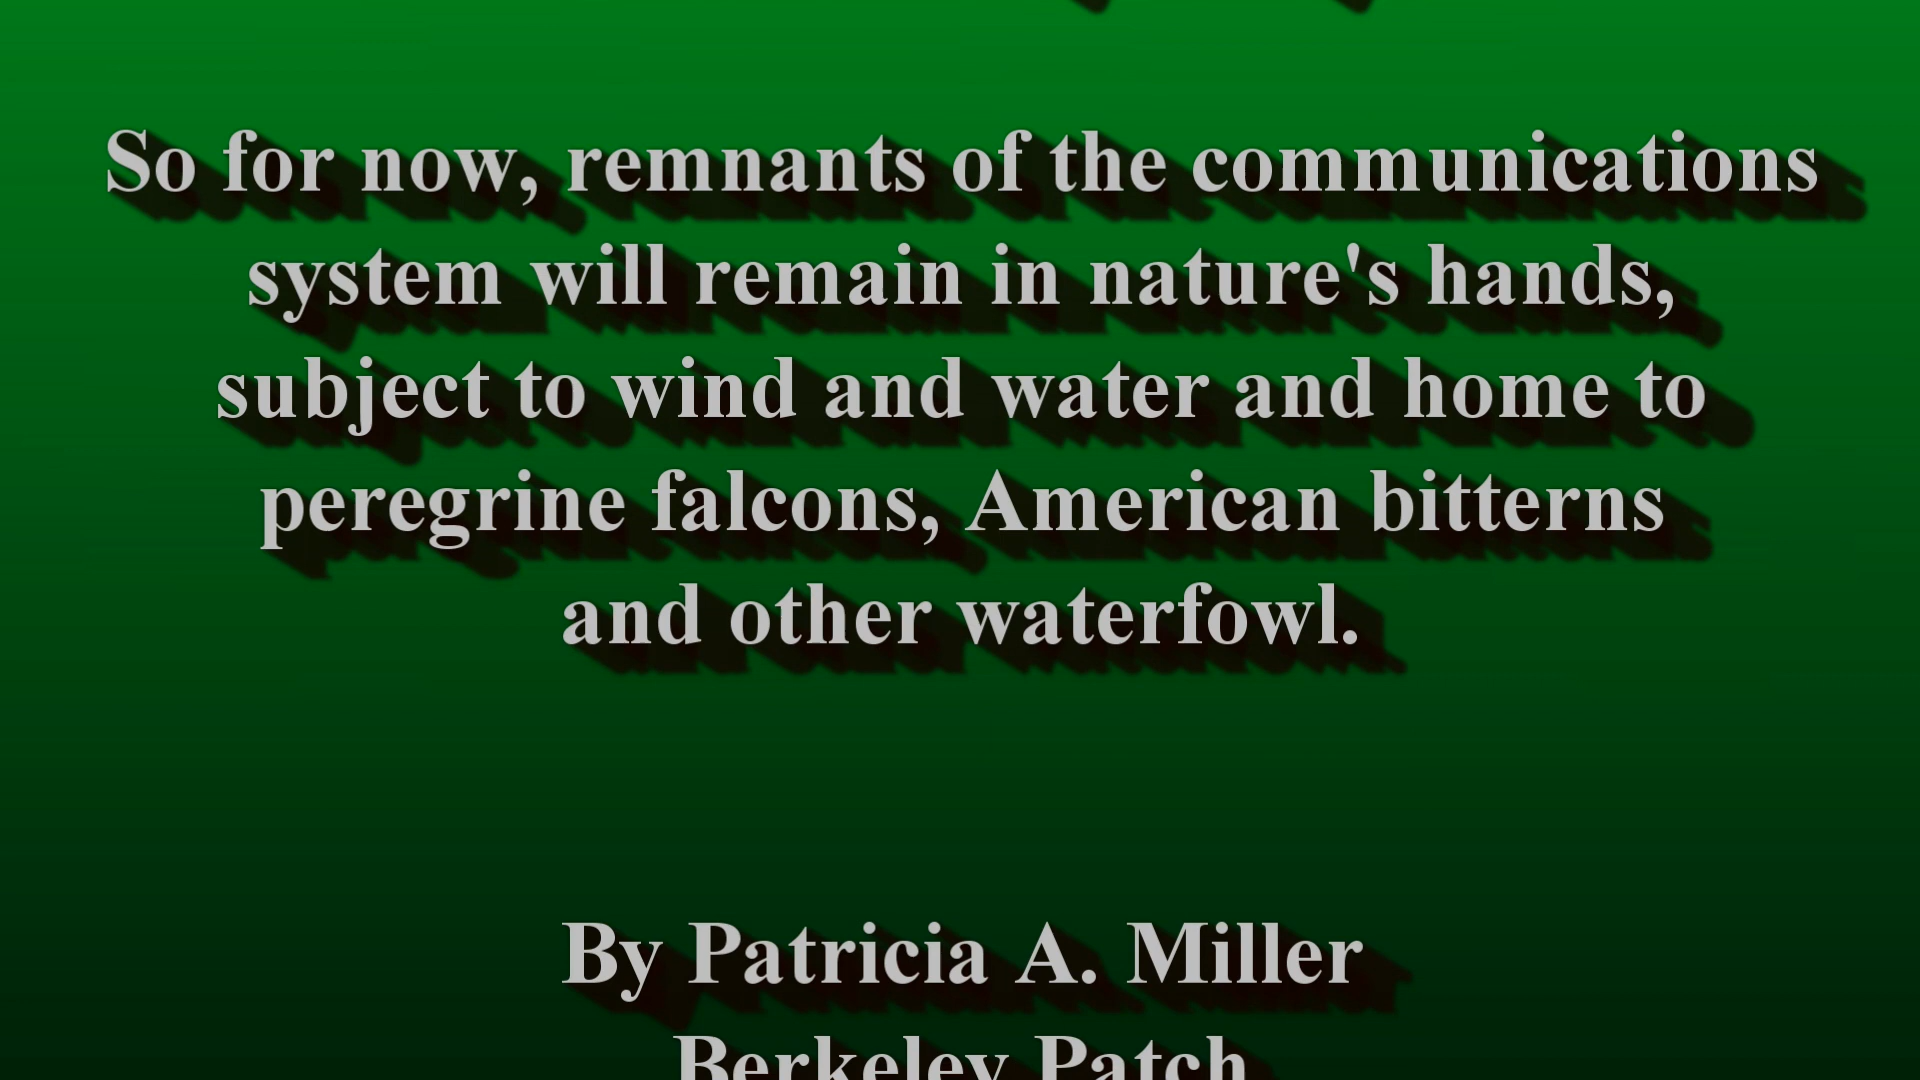 So for now, remnants of the communications
system will remain in nature's hands,
subject to wind and water and home to
peregrine falcons, American bitterns
and other waterfowl.
By Patricia A. Miller
Berkeley Patch